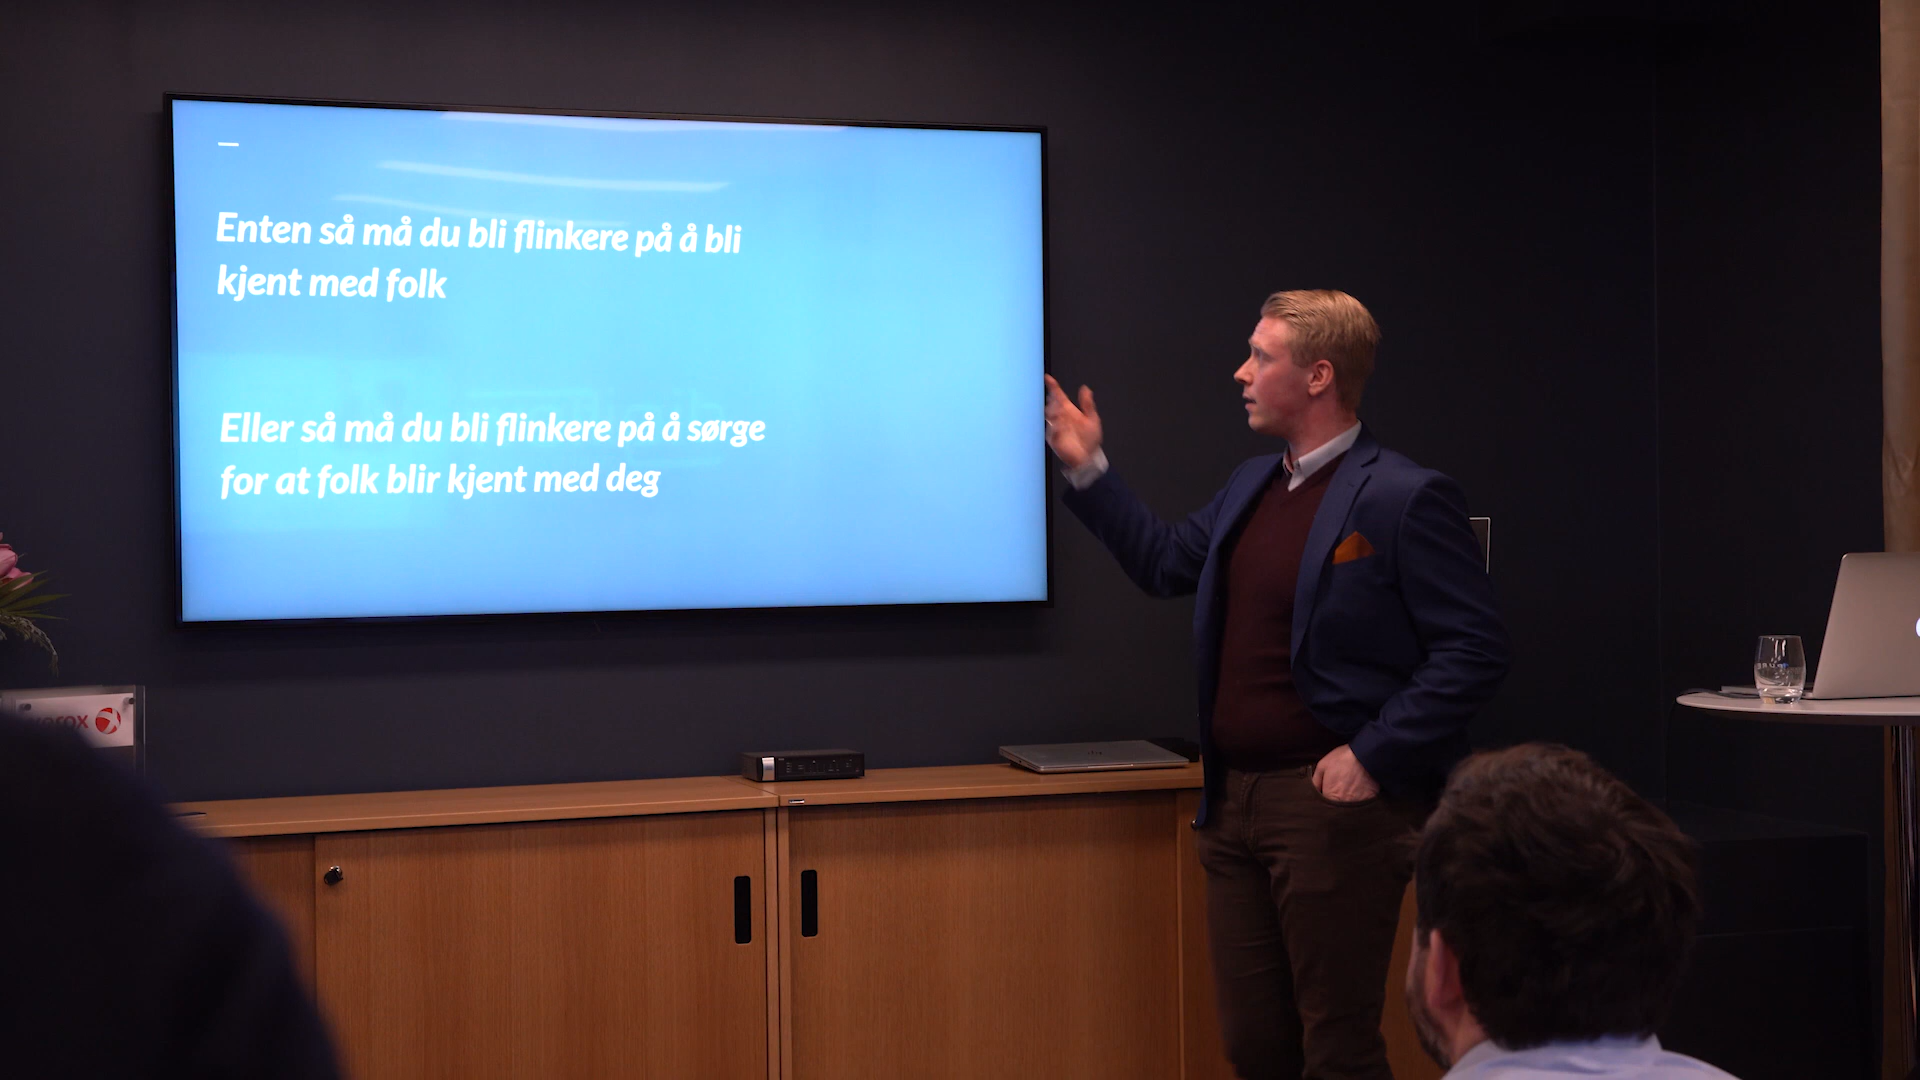 Enten så må du bli flinkere på å bli
kjent med folk
Eller så må du bli flinkere på å sørge
for at folk blir kjent med deg
xerox